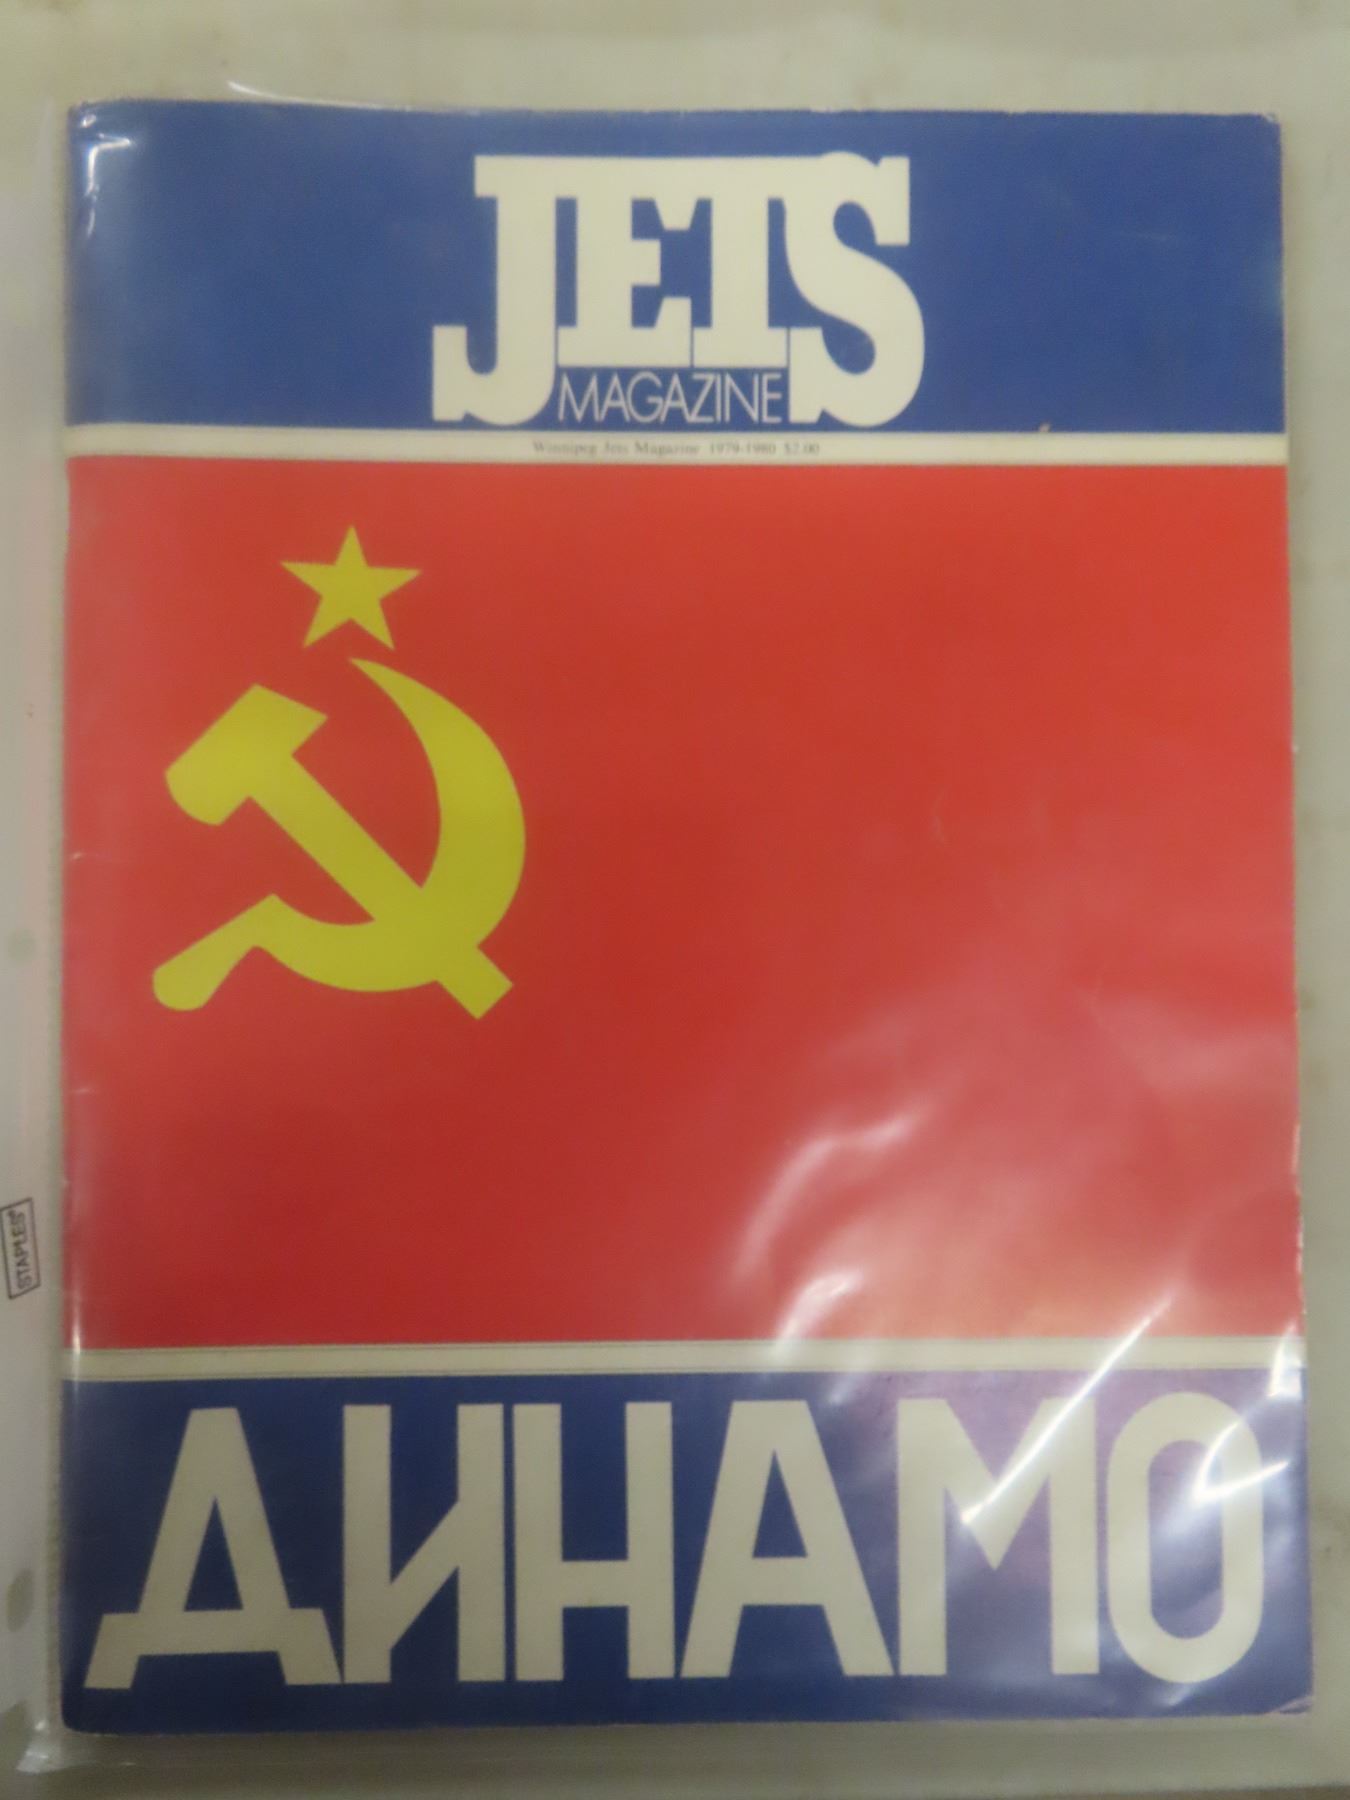 JETS
MAGAZINE
Winnipeg Jets Magazine 1979-1980 $2.00
STAPLES®
ДИНАМО